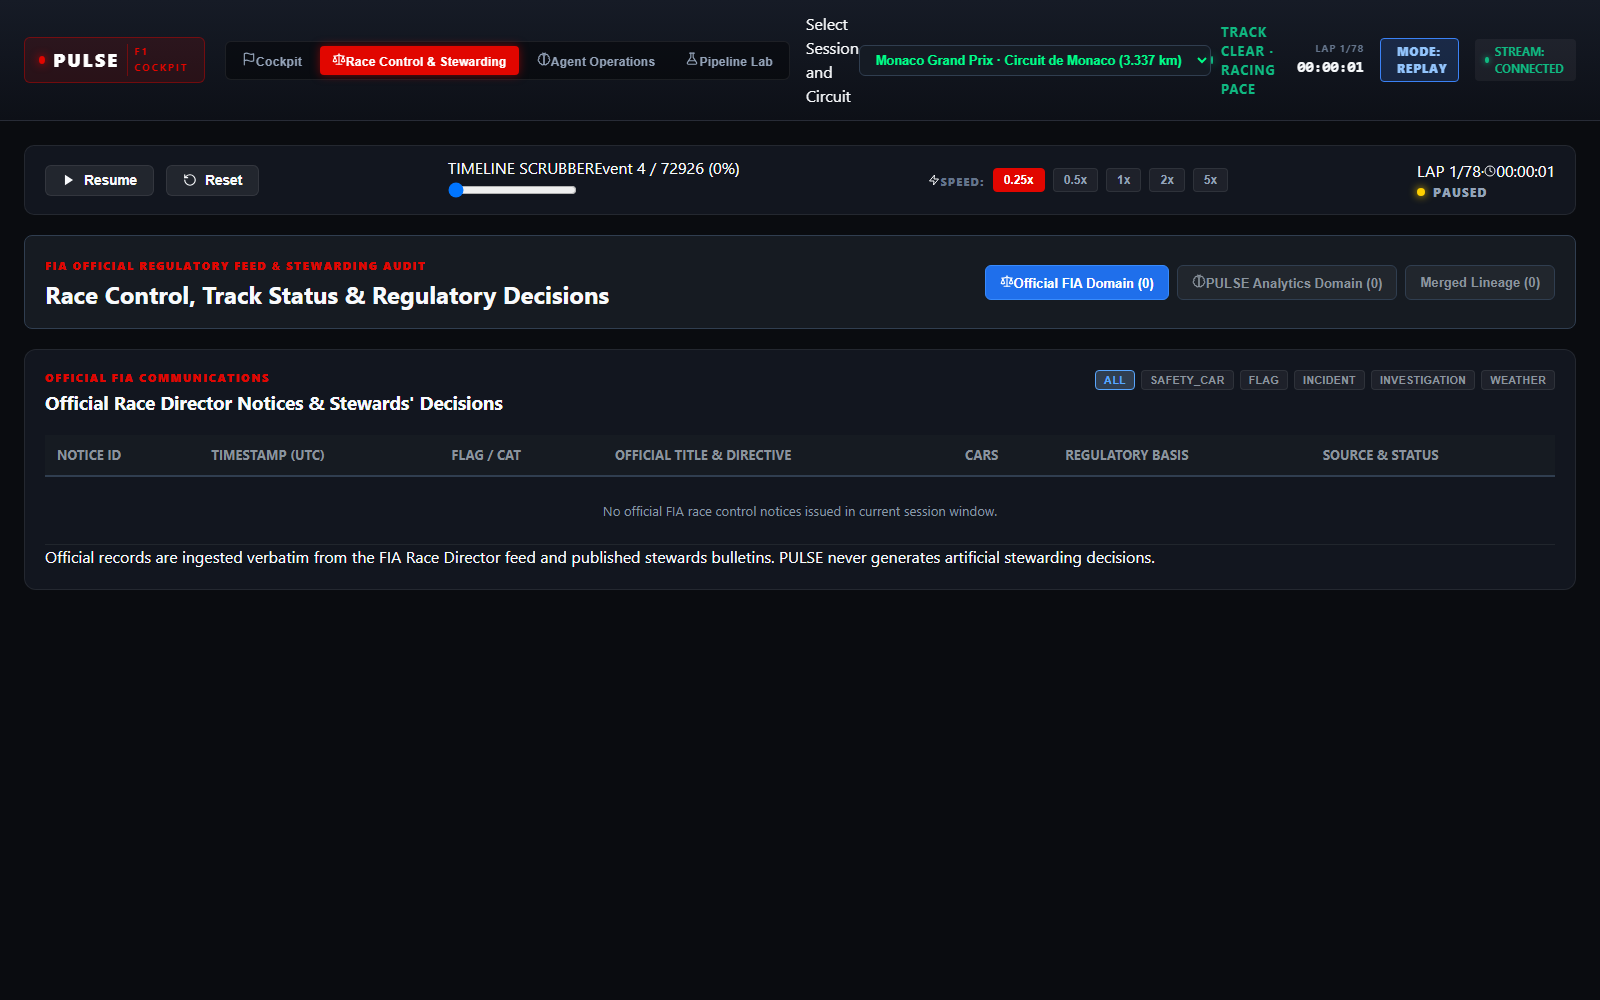 PULSE
F1
COCKPIT
Cockpit
Race Control & Stewarding
Agent Operations
Pipeline Lab
Select
Session
and
Circuit
Monaco Grand Prix · Circuit de Monaco (3.337 km)
TRACK
CLEAR ·
RACING
PACE
LAP 1/78
00:00:01
MODE:
REPLAY
STREAM:
CONNECTED
Resume
Reset
TIMELINE SCRUBBEREvent 4 / 72926 (0%)
SPEED:
0.25x
0.5x
1x
2x
5x
LAP 1/78·00:00:01
PAUSED
FIA OFFICIAL REGULATORY FEED & STEWARDING AUDIT
Race Control, Track Status & Regulatory Decisions
Official FIA Domain (0)
PULSE Analytics Domain (0)
Merged Lineage (0)
OFFICIAL FIA COMMUNICATIONS
Official Race Director Notices & Stewards' Decisions
ALL
SAFETY_CAR
FLAG
INCIDENT
INVESTIGATION
WEATHER
NOTICE ID
TIMESTAMP (UTC)
FLAG / CAT
OFFICIAL TITLE & DIRECTIVE
CARS
REGULATORY BASIS
SOURCE & STATUS
No official FIA race control notices issued in current session window.
Official records are ingested verbatim from the FIA Race Director feed and published stewards bulletins. PULSE never generates artificial stewarding decisions.